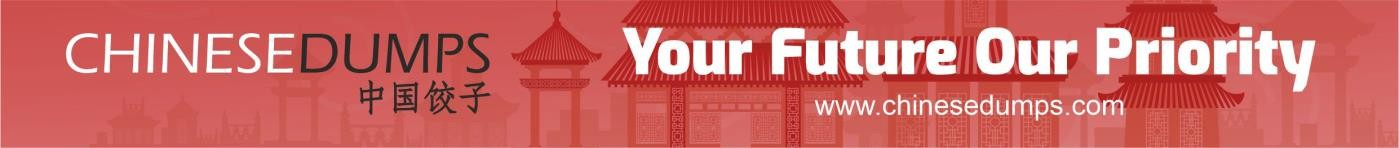 CHINESEDUMPS
中国饺子
Your Future Our Priority
www.chinesedumps.com